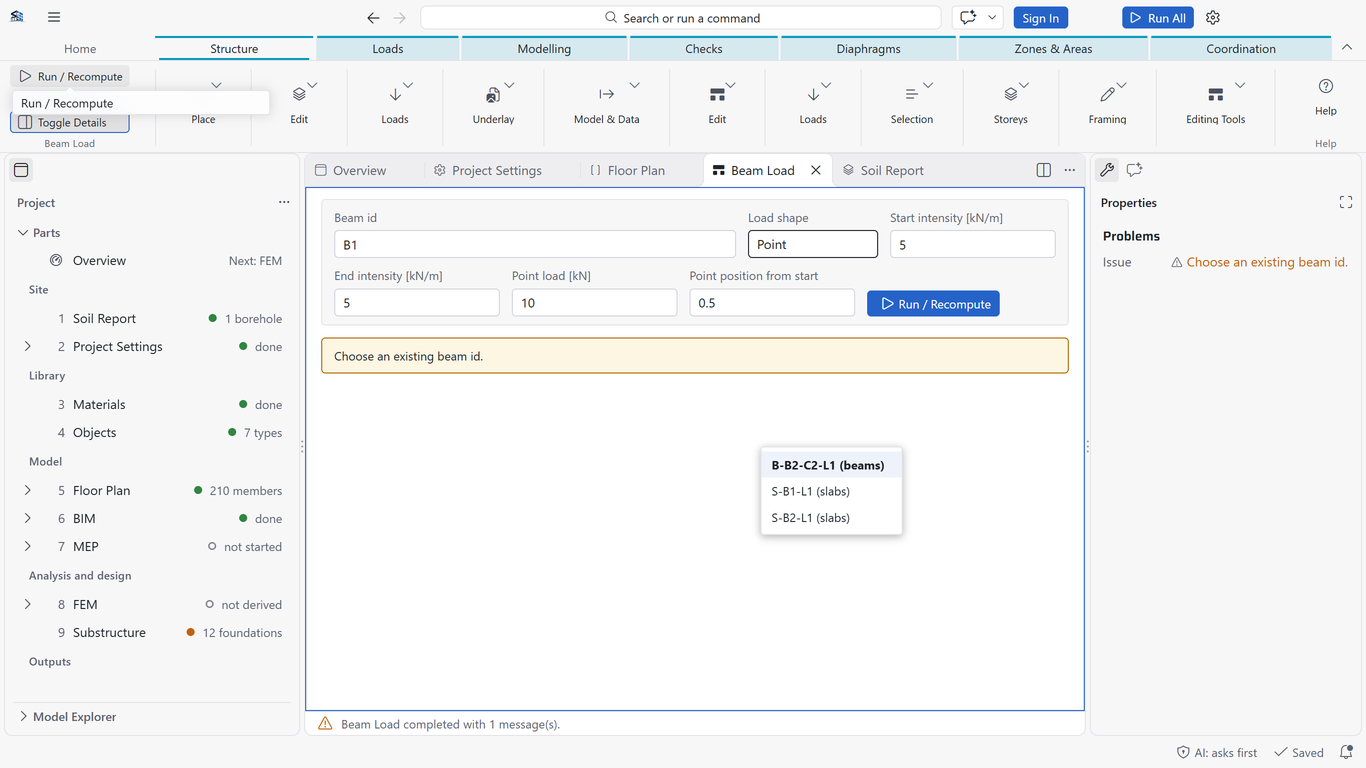 Search or run a command
Sign In
Run All
Home
Structure
Loads
Modelling
Checks
Diaphragms
Zones & Areas
Coordination
Run / Recompute
Run / Recompute
Toggle Details
Beam Load
Place
Edit
Loads
Underlay
Model & Data
Edit
Loads
Selection
Storeys
Framing
Editing Tools
Help
Help
Project
Parts
Overview Next: FEM
Site
1 Soil Report 1 borehole
2 Project Settings done
Library
3 Materials done
4 Objects 7 types
Model
5 Floor Plan 210 members
6 BIM done
7 MEP not started
Analysis and design
8 FEM not derived
9 Substructure 12 foundations
Outputs
Model Explorer
Overview
Project Settings
Floor Plan
Beam Load
Soil Report
Beam id
B1
Load shape
Point
Start intensity [kN/m]
5
End intensity [kN/m]
5
Point load [kN]
10
Point position from start
0.5
Run / Recompute
Choose an existing beam id.
B-B2-C2-L1 (beams)
S-B1-L1 (slabs)
S-B2-L1 (slabs)
Beam Load completed with 1 message(s).
Properties
Problems
Issue Choose an existing beam id.
AI: asks first
Saved